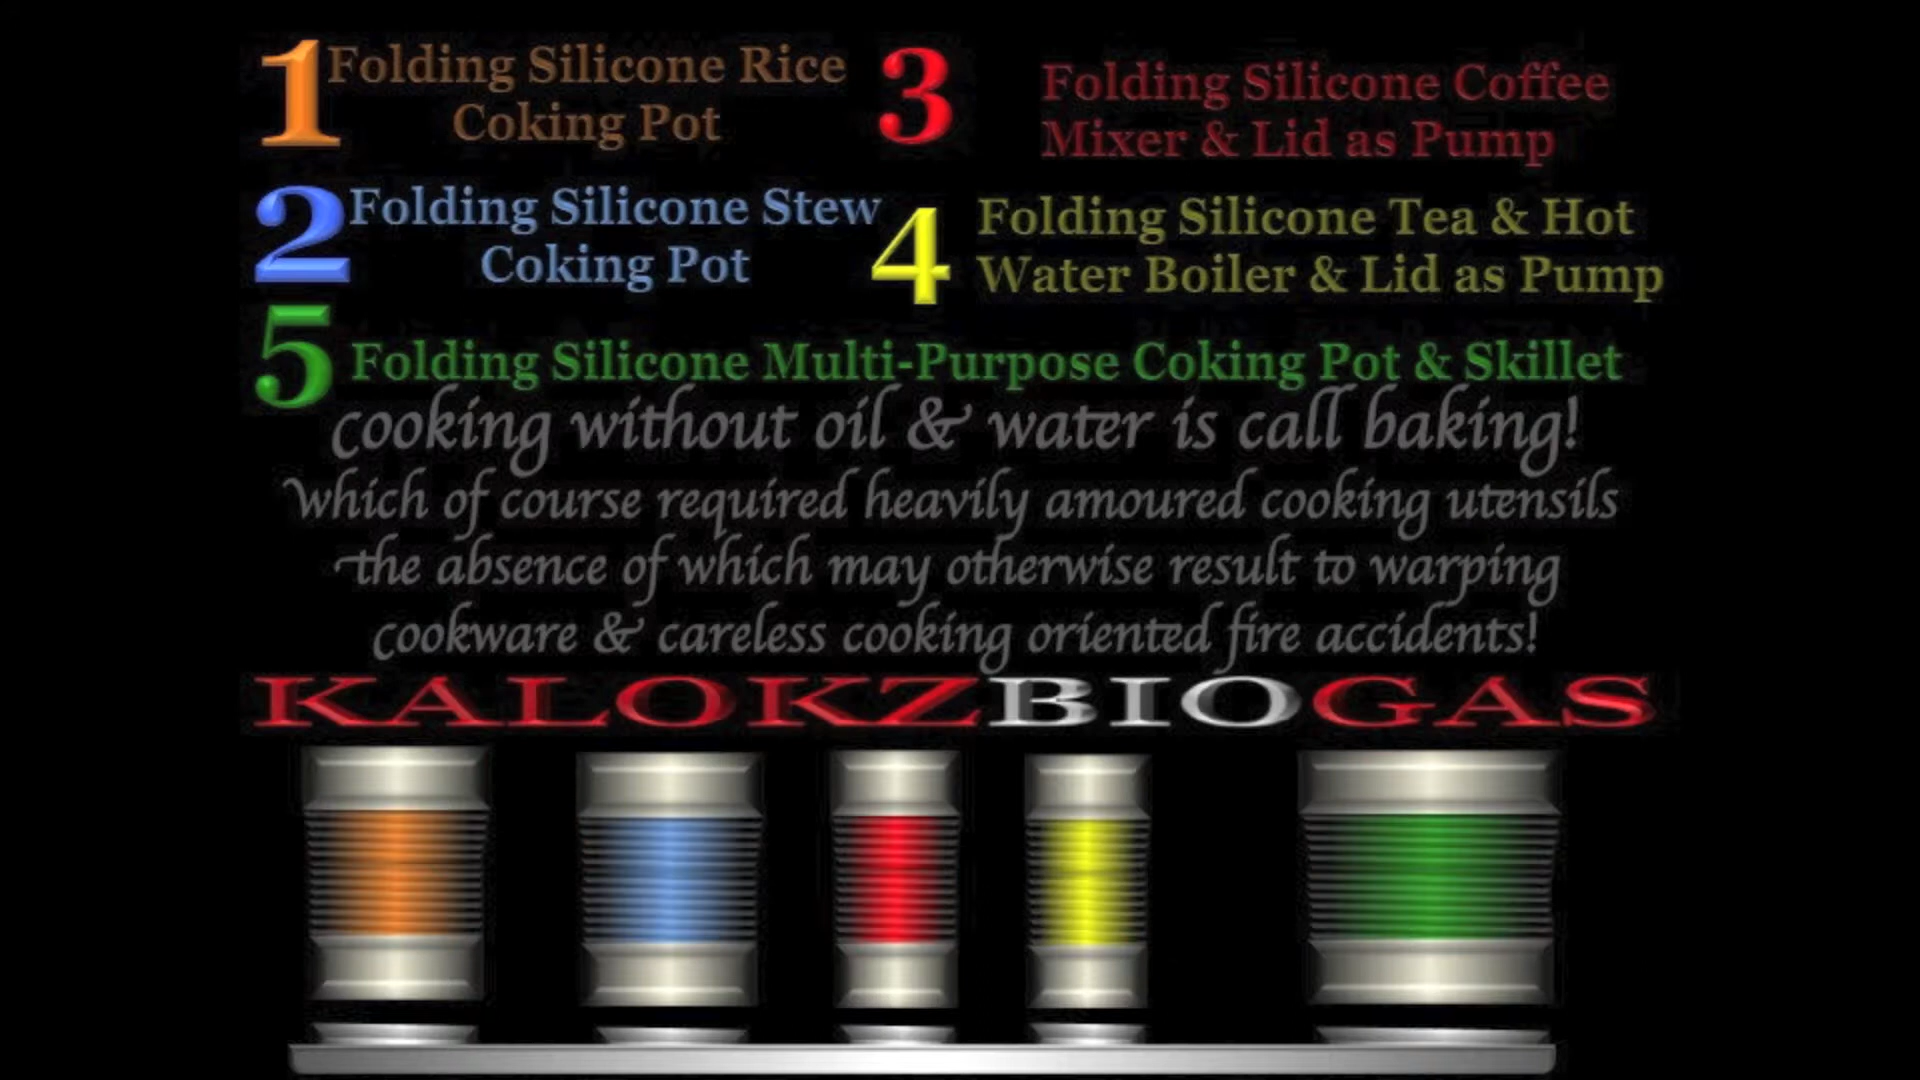 1 Folding Silicone Rice
Coking Pot
2 Folding Silicone Stew
Coking Pot
3 Folding Silicone Coffee
Mixer & Lid as Pump
4 Folding Silicone Tea & Hot
Water Boiler & Lid as Pump
5 Folding Silicone Multi-Purpose Coking Pot & Skillet
cooking without oil & water is call baking!
which of course required heavily amoured cooking utensils
the absence of which may otherwise result to warping
cookware & careless cooking oriented fire accidents!
KALOKZBIOGAS